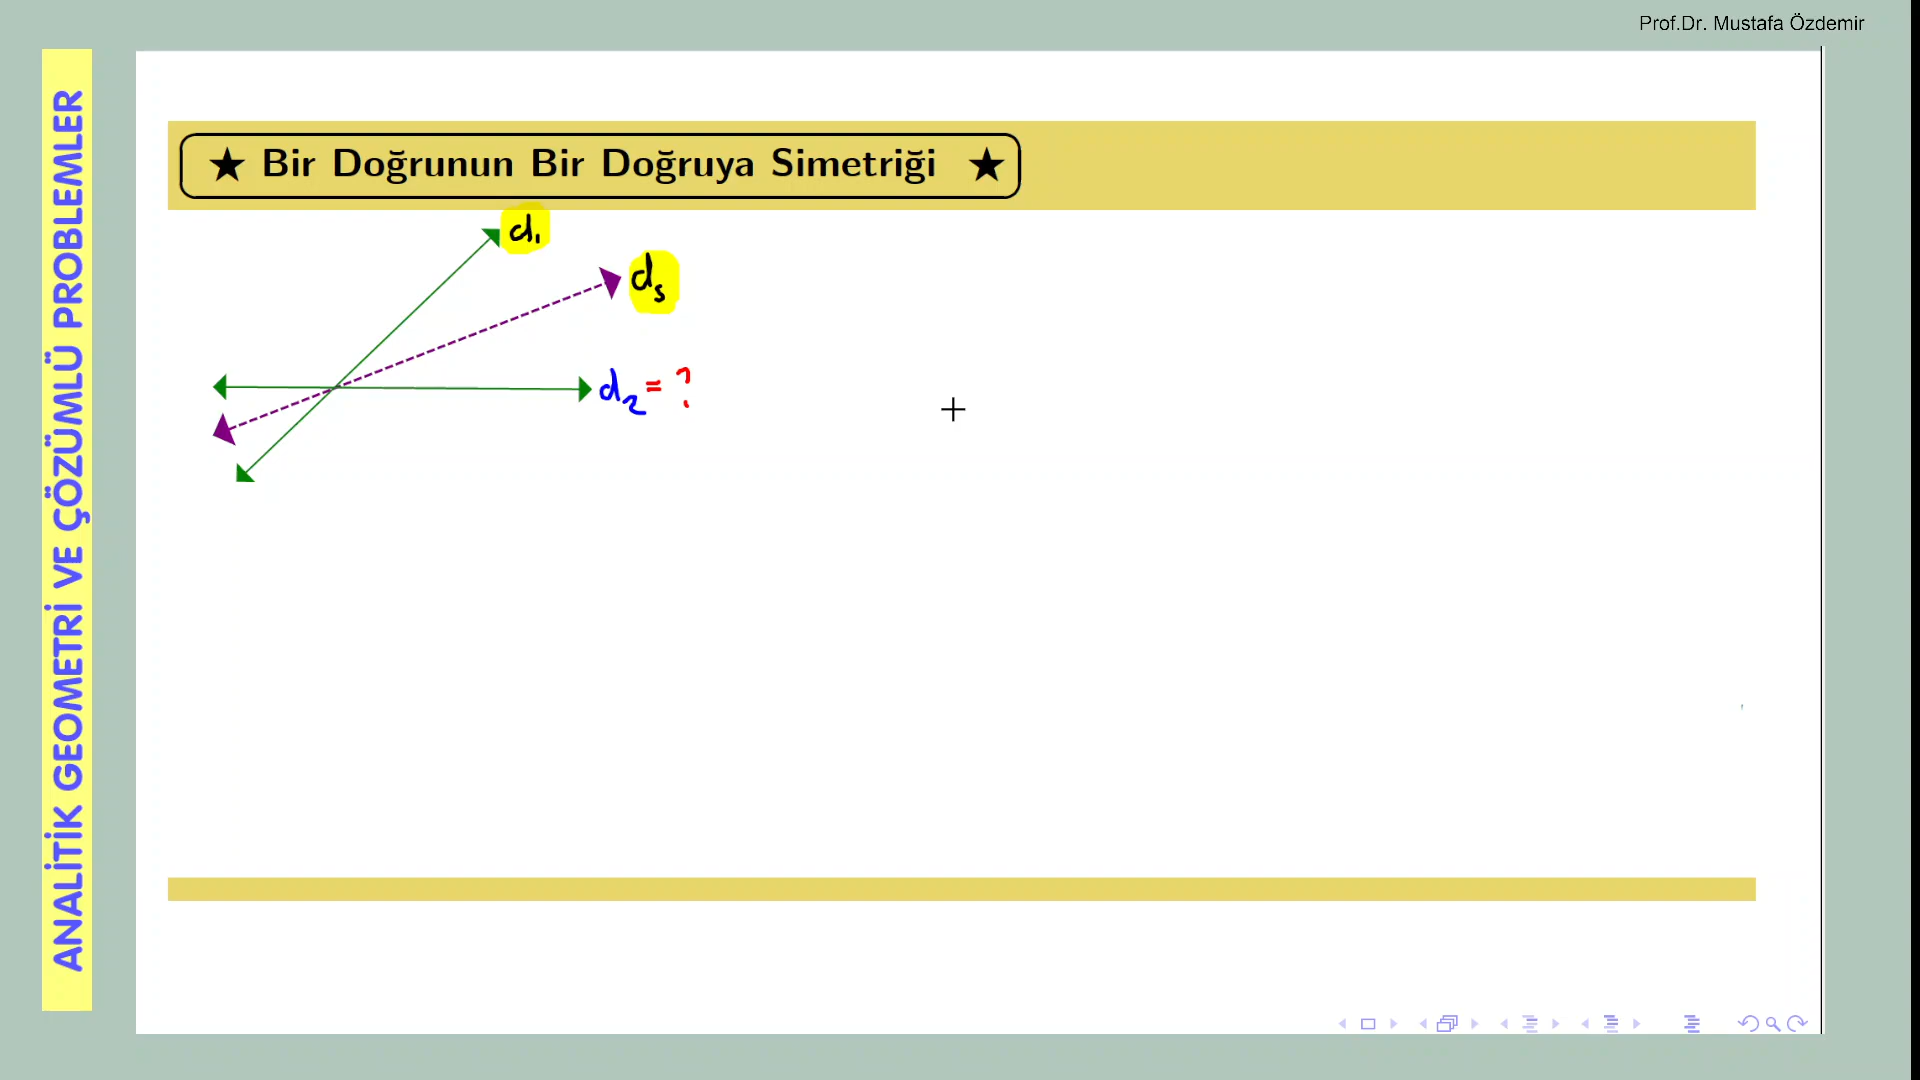 Prof.Dr. Mustafa Özdemir
ANALİTİK GEOMETRİ VE ÇÖZÜMLÜ PROBLEMLER
★ Bir Doğrunun Bir Doğruya Simetriği ★
d₁
dₛ
d₂ = ?